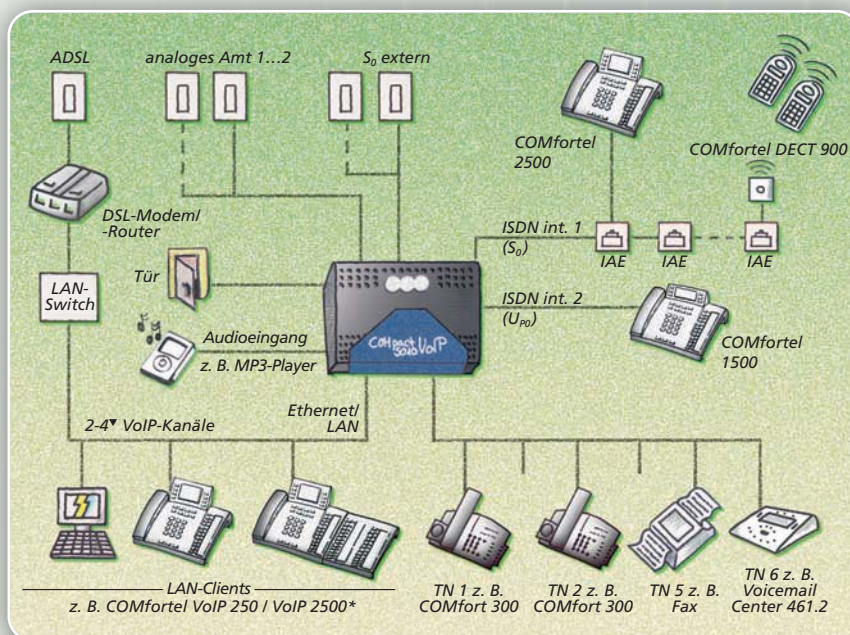 ADSL
analoges Amt 1...2
S₀ extern
COMfortel
2500
COMfortel DECT 900
DSL-Modem/
-Router
ISDN int. 1
(S₀)
IAE
IAE
IAE
Tür
LAN-
Switch
ISDN int. 2
(U_P0)
Audioeingang
z. B. MP3-Player
COMpact
5010 VoIP
COMfortel
1500
2-4▼ VoIP-Kanäle
Ethernet/
LAN
LAN-Clients
z. B. COMfortel VoIP 250 / VoIP 2500*
TN 1 z. B.
COMfort 300
TN 2 z. B.
COMfort 300
TN 5 z. B.
Fax
TN 6 z. B.
Voicemail
Center 461.2